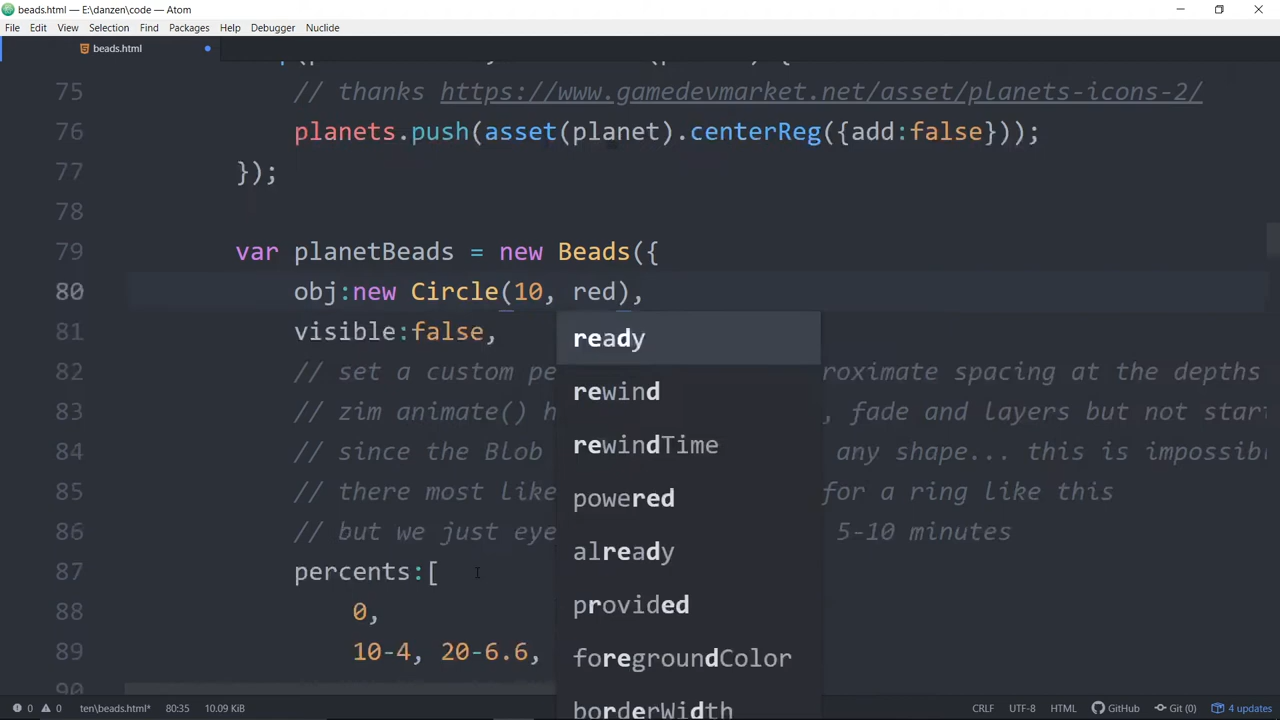 beads.html — E:\danzen\code — Atom
File Edit View Selection Find Packages Help Debugger Nuclide
beads.html
75 // thanks https://www.gamedevmarket.net/asset/planets-icons-2/
76 planets.push(asset(planet).centerReg({add:false}));
77 });
78
79 var planetBeads = new Beads({
80 obj:new Circle(10, red),
81 visible:false,
82 // set a custom pe roximate spacing at the depths
83 // zim animate() h , fade and layers but not start
84 // since the Blob any shape... this is impossib
85 // there most like for a ring like this
86 // but we just eye 5-10 minutes
87 percents:[
88 0,
89 10-4, 20-6.6,
90
ready
rewind
rewindTime
powered
already
provided
foregroundColor
borderWidth
0 0 ten\beads.html* 80:35 10.09 KiB CRLF UTF-8 HTML GitHub Git (0) 4 updates